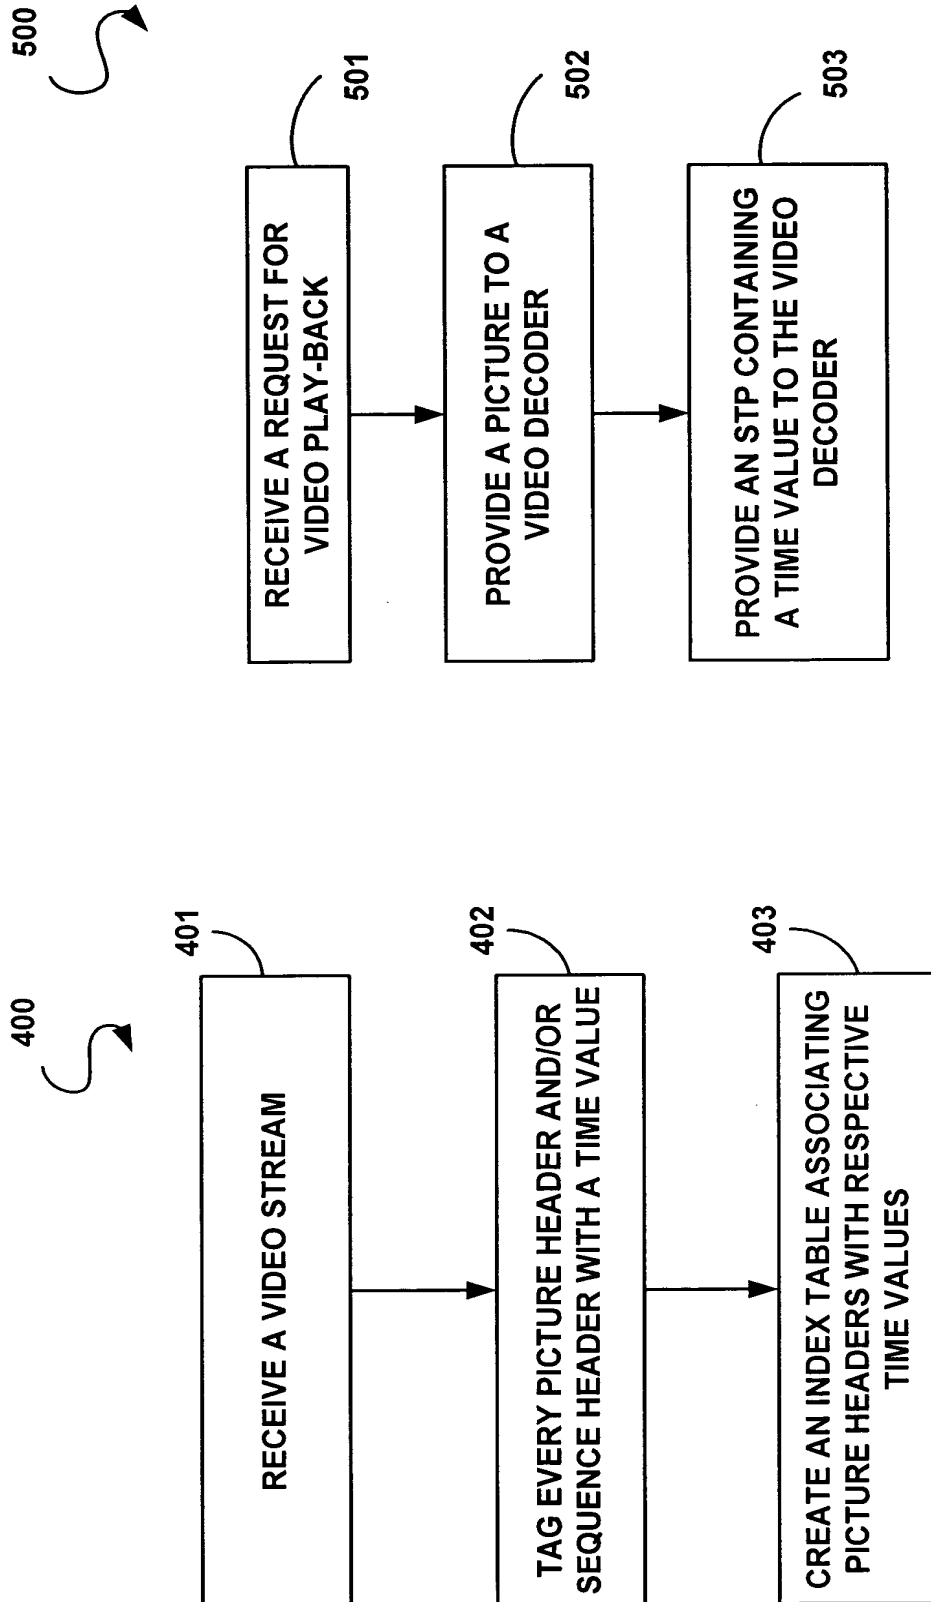 400
401
RECEIVE A VIDEO STREAM
402
TAG EVERY PICTURE HEADER AND/OR
SEQUENCE HEADER WITH A TIME VALUE
403
CREATE AN INDEX TABLE ASSOCIATING
PICTURE HEADERS WITH RESPECTIVE
TIME VALUES
500
501
RECEIVE A REQUEST FOR
VIDEO PLAY-BACK
502
PROVIDE A PICTURE TO A
VIDEO DECODER
503
PROVIDE AN STP CONTAINING
A TIME VALUE TO THE VIDEO
DECODER